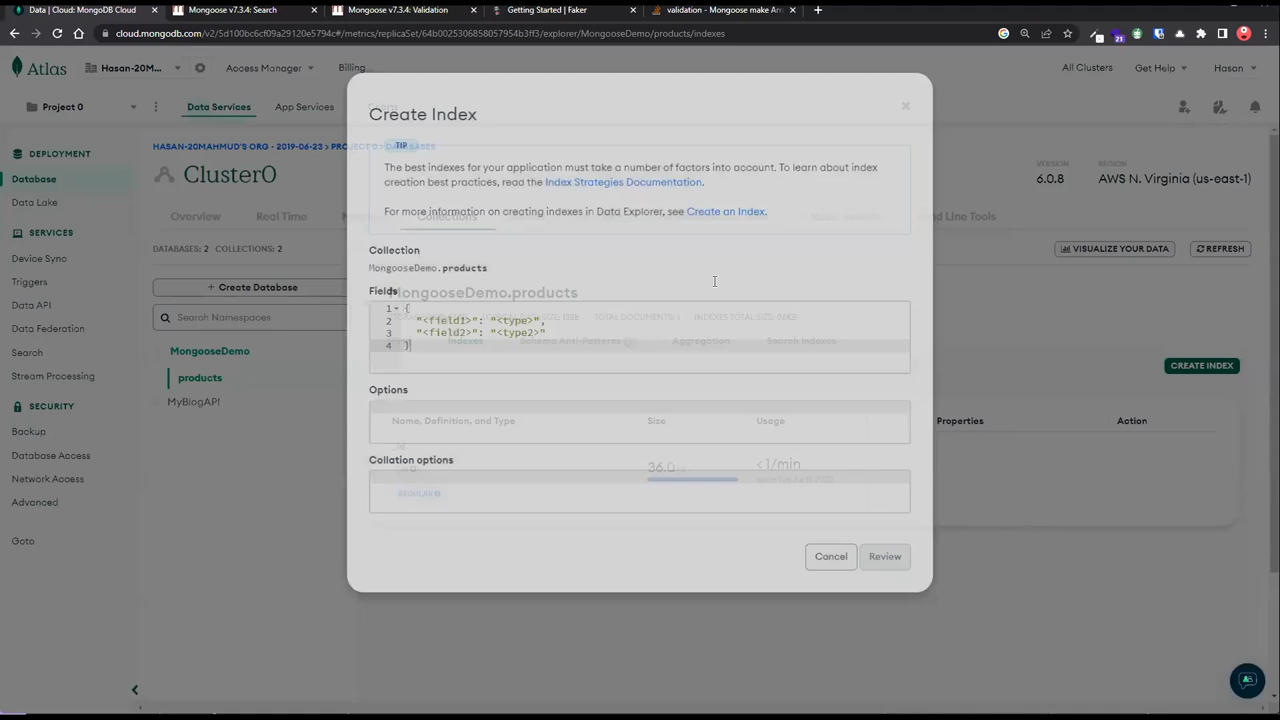 Data | Cloud: MongoDB Cloud
Mongoose v7.3.4: Search
Mongoose v7.3.4: Validation
Getting Started | Faker
validation - Mongoose make Arr
cloud.mongodb.com/v2/5d100bc6cf09a29120e5794c#/metrics/replicaSet/64b0025306858057954b3ff3/explorer/MongooseDemo/products/indexes
21
Atlas
Hasan-20M...
Access Manager
Billing
All Clusters
Get Help
Hasan
Project 0
Data Services
App Services
DEPLOYMENT
Database
Data Lake
SERVICES
Device Sync
Triggers
Data API
Data Federation
Search
Stream Processing
SECURITY
Backup
Database Access
Network Access
Advanced
Goto
HASAN-20MAHMUD'S ORG - 2019-06-23 > PROJECT 0 > DATABASES
Cluster0
VERSION
6.0.8
REGION
AWS N. Virginia (us-east-1)
Overview
Real Time
Collections
Line Tools
DATABASES: 2 COLLECTIONS: 2
VISUALIZE YOUR DATA
REFRESH
+ Create Database
Search Namespaces
MongooseDemo
products
MyBlogAPI
MongooseDemo.products
TOTAL DOCUMENTS: 1
INDEXES TOTAL SIZE: 36KB
Indexes
Schema Anti-Patterns
Aggregation
Search Indexes
CREATE INDEX
Name, Definition, and Type
Size
Usage
Properties
Action
36.0
<1/min
REGULAR
Create Index
TIP
The best indexes for your application must take a number of factors into account. To learn about index
creation best practices, read the Index Strategies Documentation.
For more information on creating indexes in Data Explorer, see Create an Index.
Collection
MongooseDemo.products
Fields
1 {
2 "<field1>": "<type>",
3 "<field2>": "<type2>"
4 }
Options
Collation options
Cancel
Review